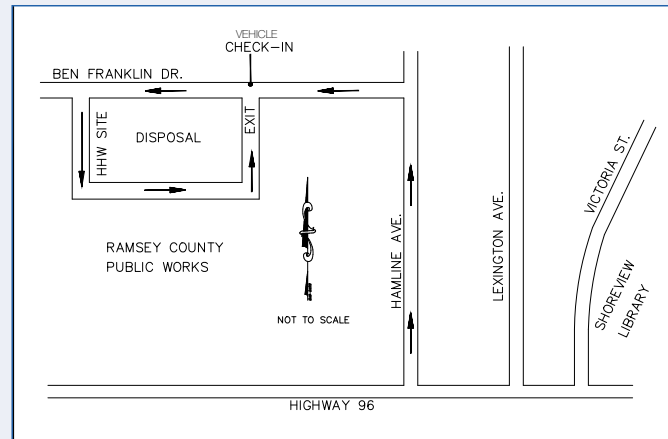 VEHICLE
CHECK-IN
BEN FRANKLIN DR.
HHW SITE
DISPOSAL
EXIT
VICTORIA ST.
HAMLINE AVE.
LEXINGTON AVE.
RAMSEY COUNTY
PUBLIC WORKS
SHOREVIEW
LIBRARY
NOT TO SCALE
HIGHWAY 96